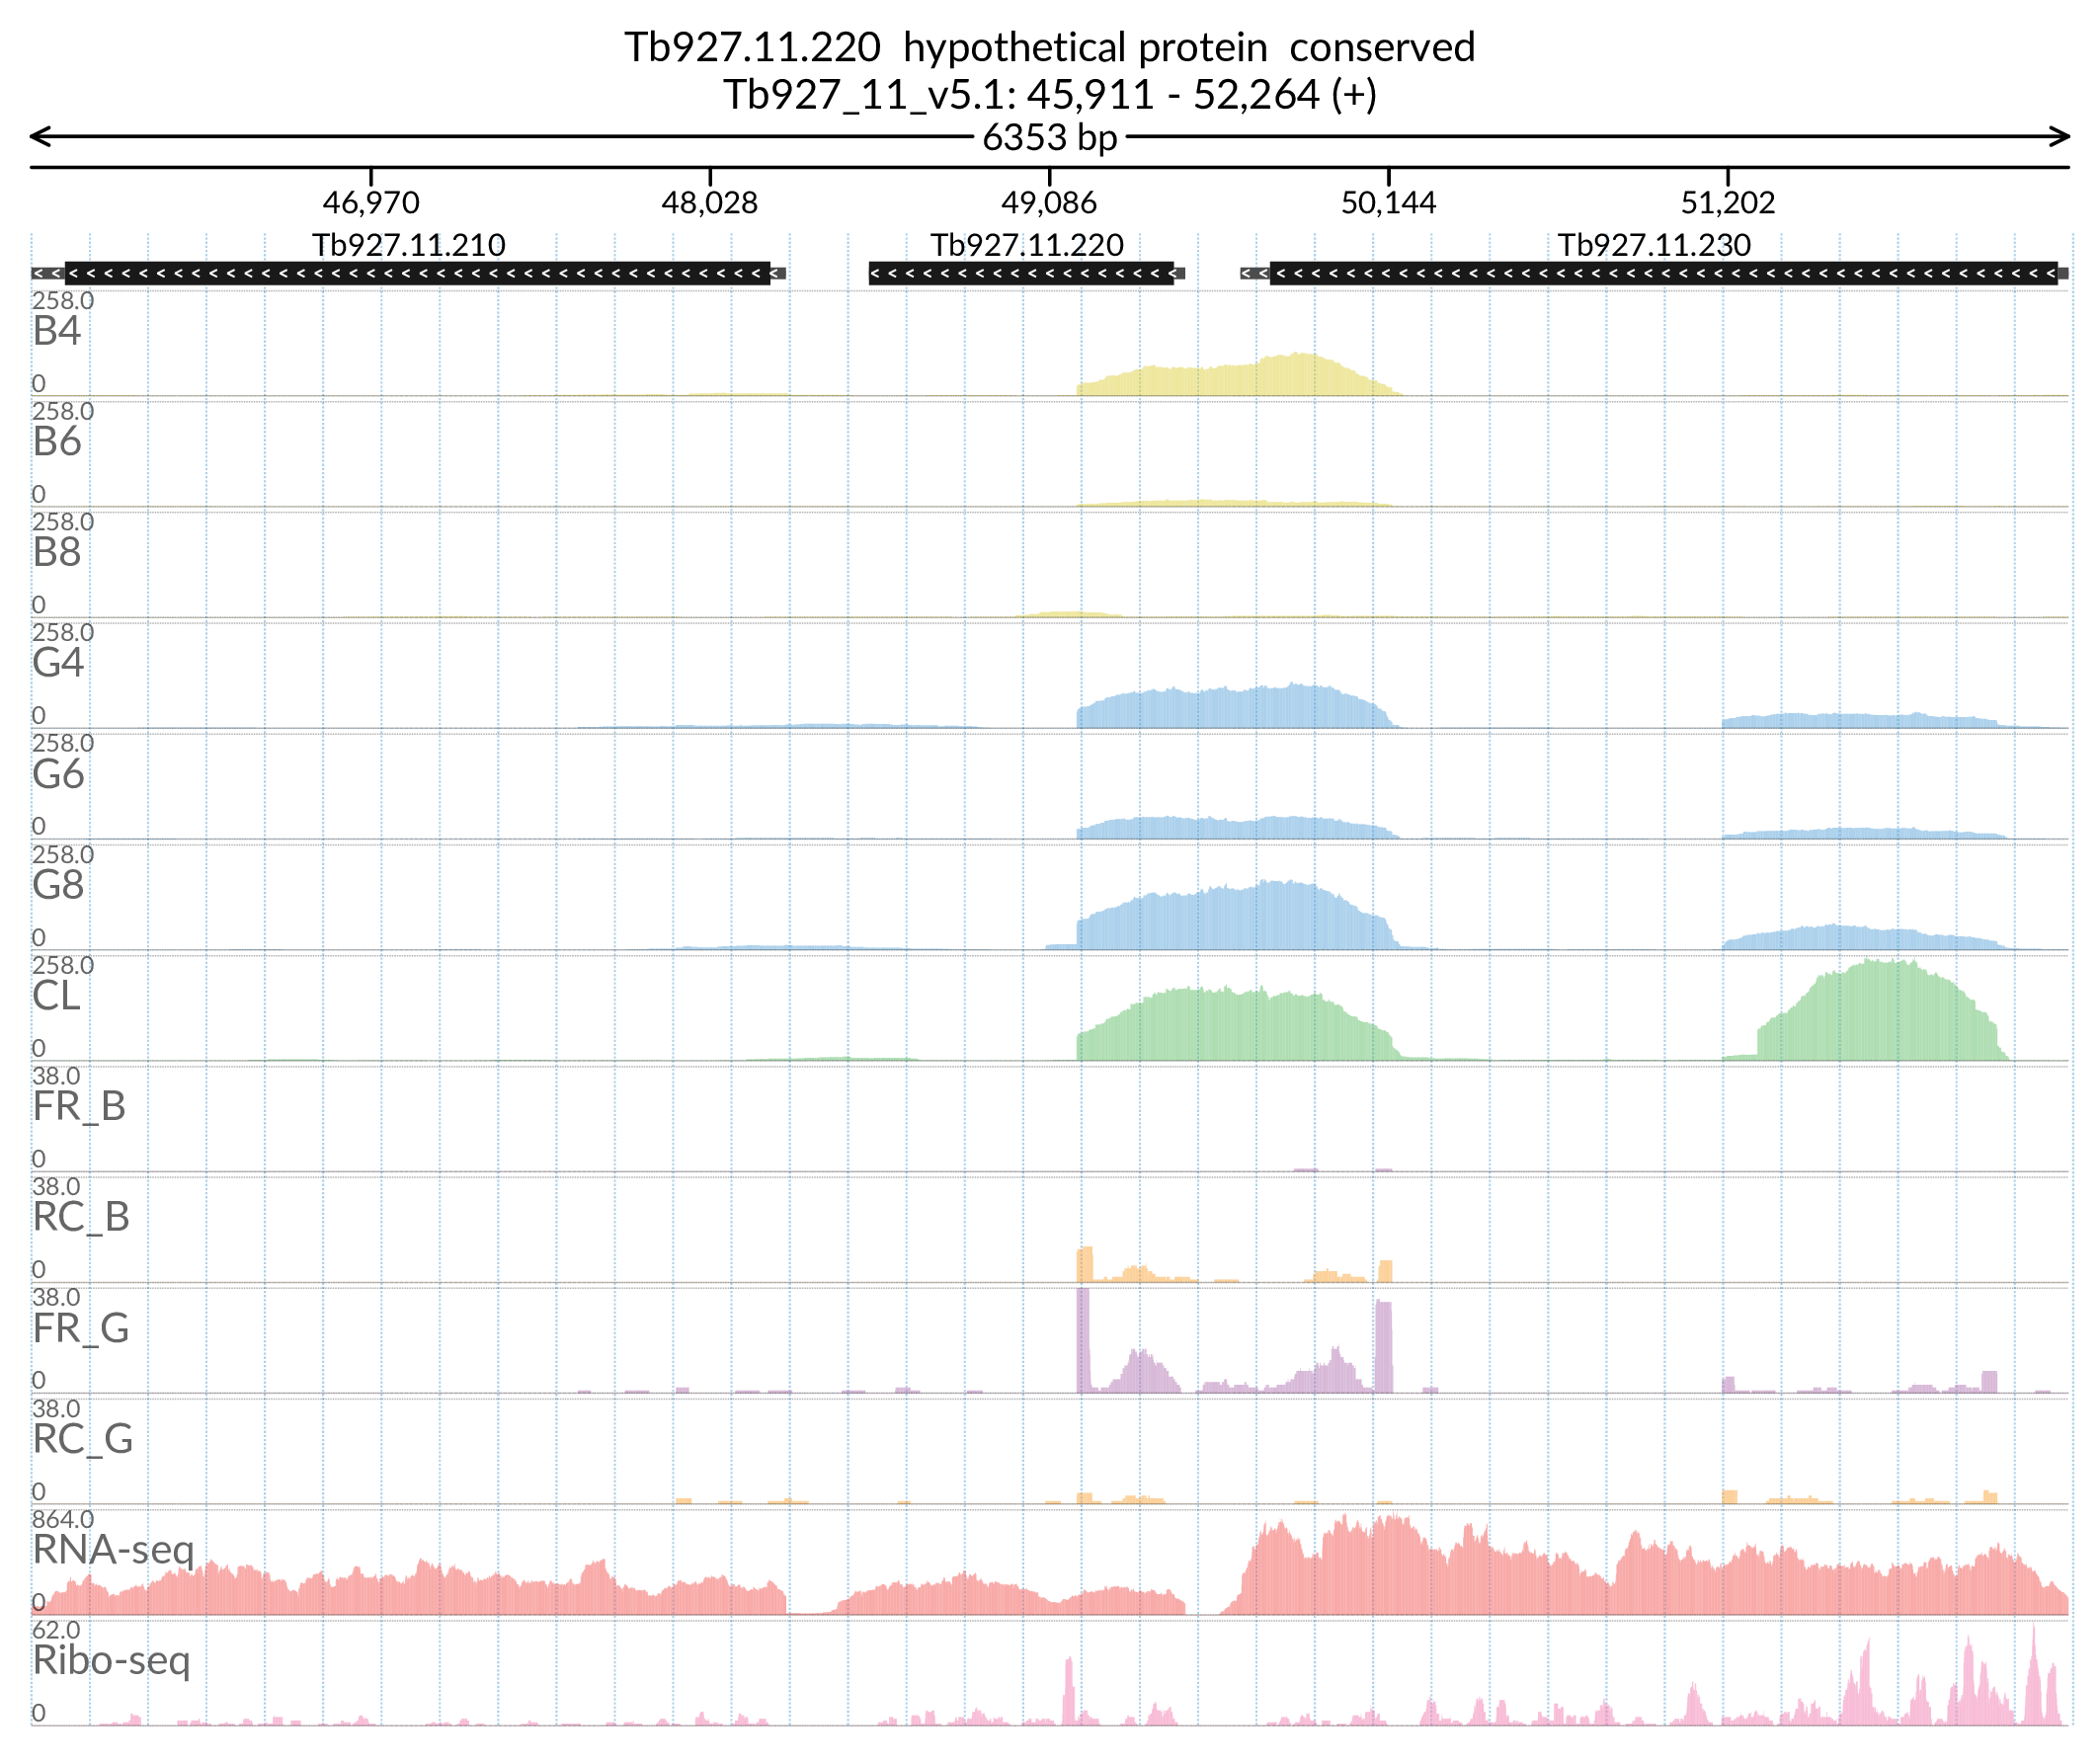 Tb927.11.220 hypothetical protein conserved
Tb927_11_v5.1: 45,911 - 52,264 (+)
6353 bp
46,970 48,028 49,086 50,144 51,202
Tb927.11.210 Tb927.11.220 Tb927.11.230
258.0
B4
0
258.0
B6
0
258.0
B8
0
258.0
G4
0
258.0
G6
0
258.0
G8
0
258.0
CL
0
38.0
FR_B
0
38.0
RC_B
0
38.0
FR_G
0
38.0
RC_G
0
864.0
RNA-seq
0
62.0
Ribo-seq
0